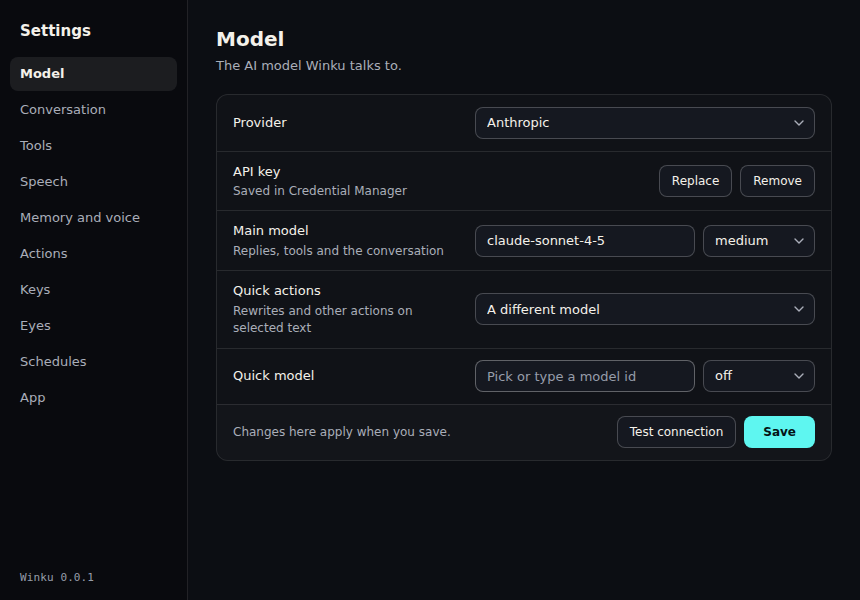 Settings
Model
Conversation
Tools
Speech
Memory and voice
Actions
Keys
Eyes
Schedules
App
Winku 0.0.1
Model
The AI model Winku talks to.
Provider
Anthropic
API key
Saved in Credential Manager
Replace
Remove
Main model
Replies, tools and the conversation
claude-sonnet-4-5
medium
Quick actions
Rewrites and other actions on
selected text
A different model
Quick model
Pick or type a model id
off
Changes here apply when you save.
Test connection
Save